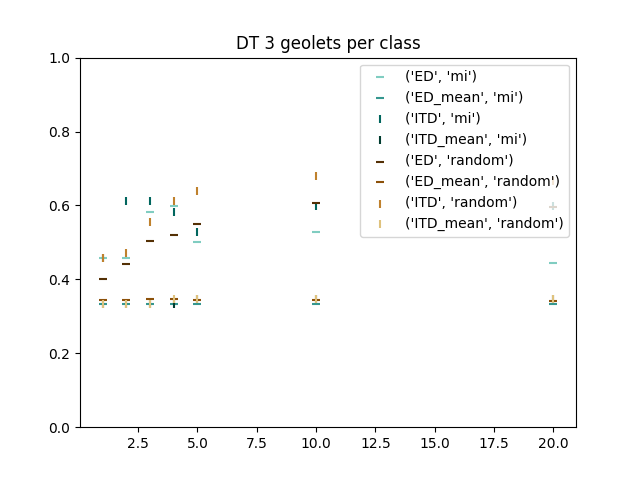 DT 3 geolets per class
1.0
0.8
0.6
0.4
0.2
0.0
('ED', 'mi')
('ED_mean', 'mi')
('ITD', 'mi')
('ITD_mean', 'mi')
('ED', 'random')
('ED_mean', 'random')
('ITD', 'random')
('ITD_mean', 'random')
2.5 5.0 7.5 10.0 12.5 15.0 17.5 20.0